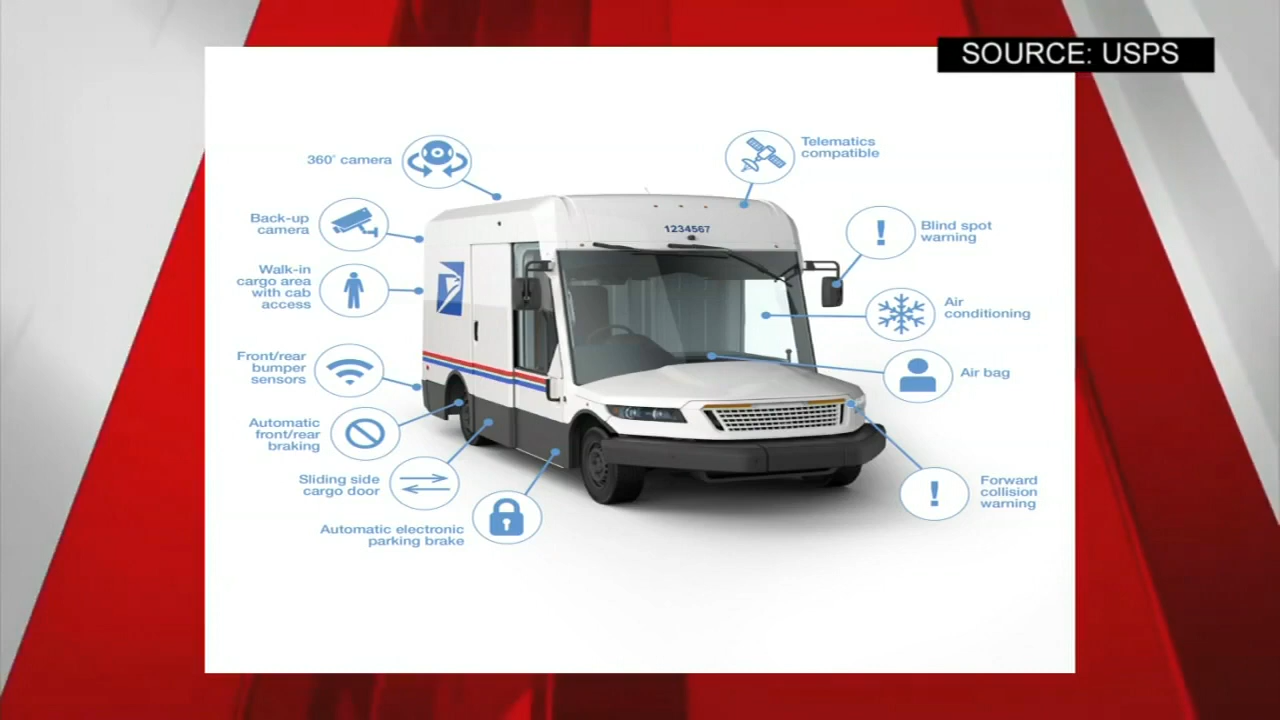 SOURCE: USPS
360° camera
Telematics
compatible
Back-up
camera
Blind spot
warning
1234567
Walk-in
cargo area
with cab
access
Air
conditioning
Front/rear
bumper
sensors
Air bag
Automatic
front/rear
braking
Sliding side
cargo door
Forward
collision
warning
Automatic electronic
parking brake